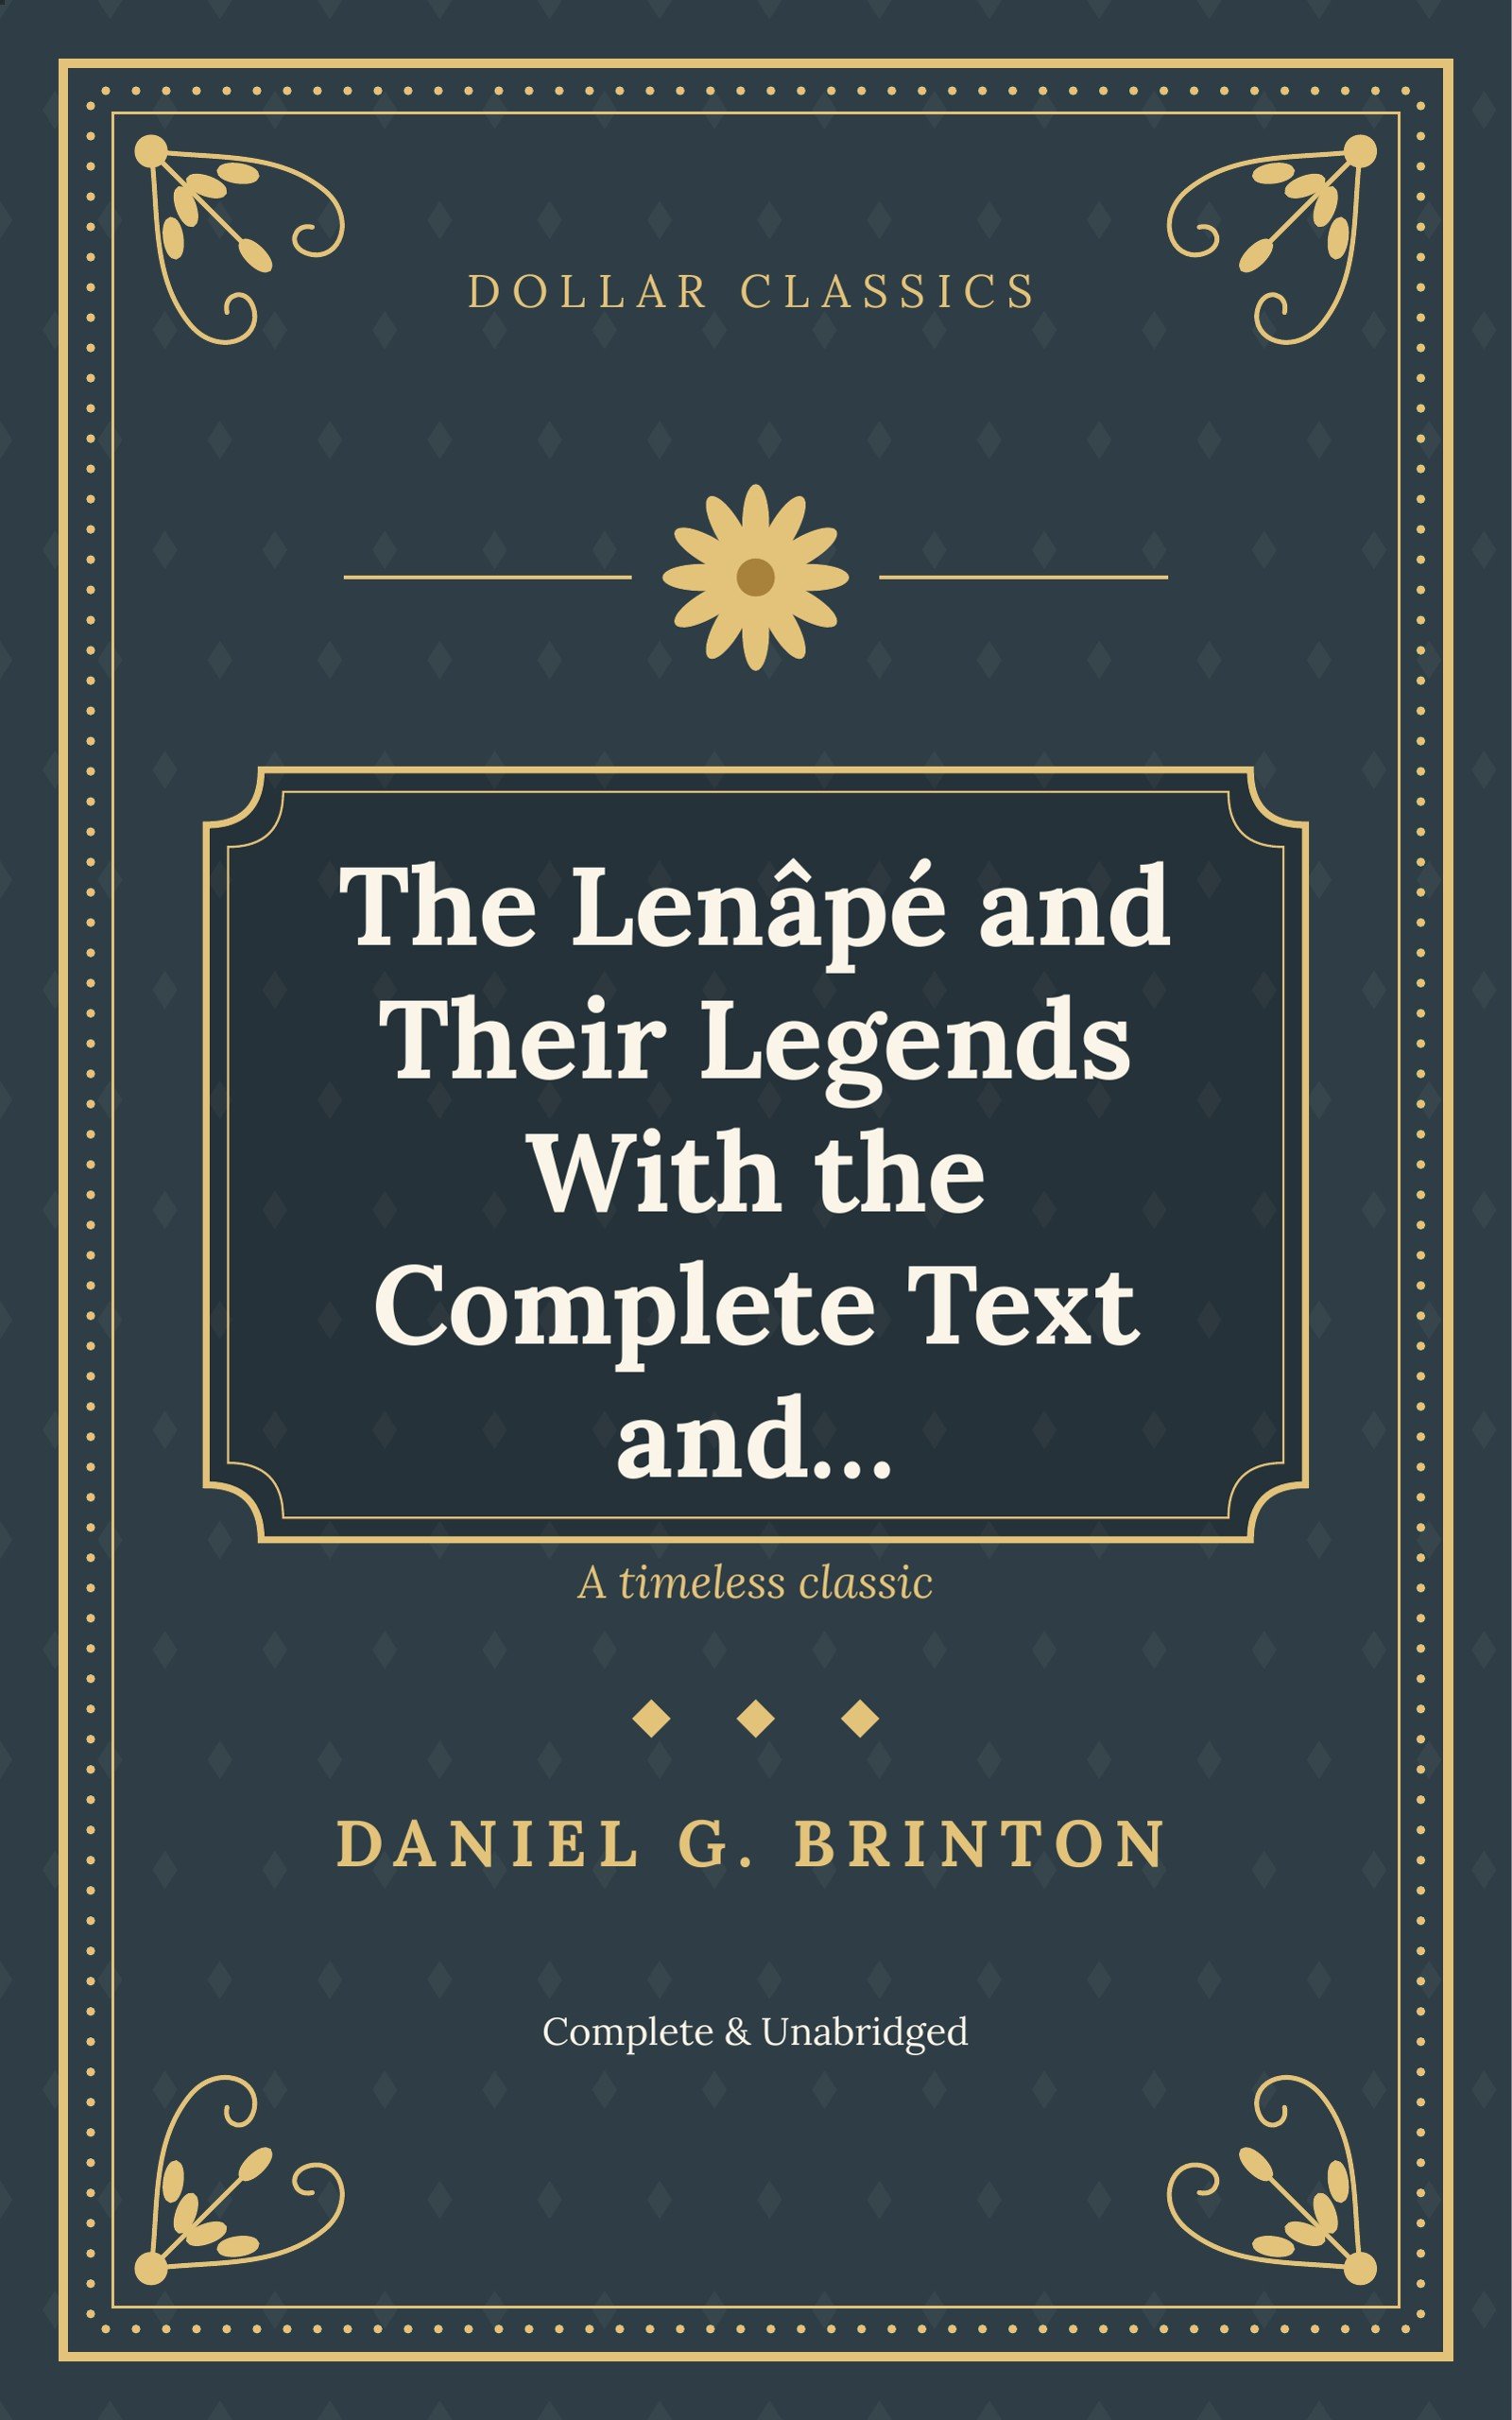 DOLLAR CLASSICS
The Lenâpé and
Their Legends
With the
Complete Text
and...
A timeless classic
DANIEL G. BRINTON
Complete & Unabridged